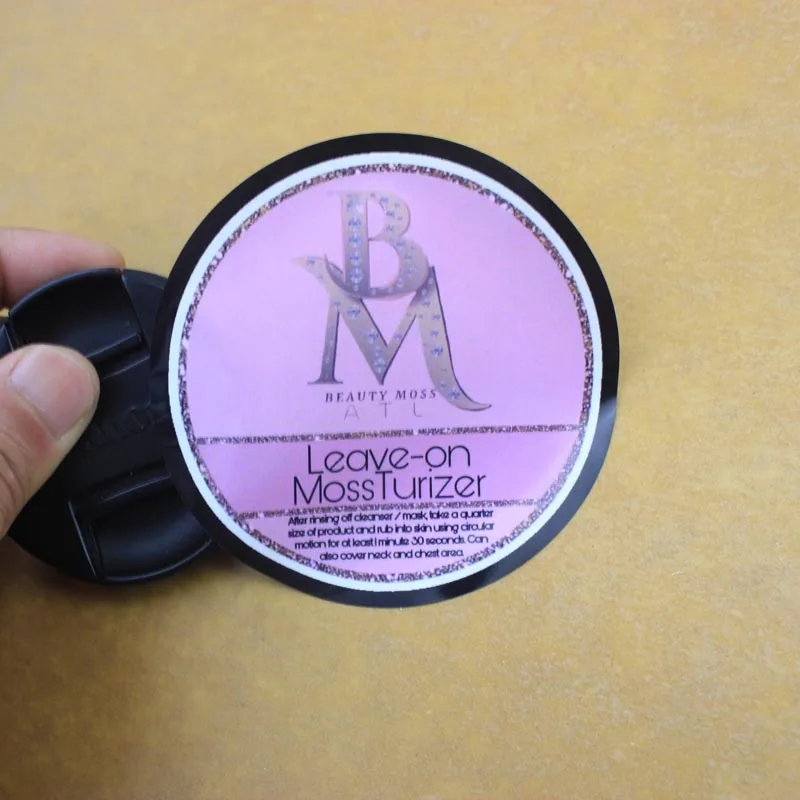 BM
BEAUTY MOSS
ATL
Leave-on
MossTurizer
After rinsing off cleanser / mask, take a quarter
size of product and rub into skin using circular
motion for at least 1 minute 30 seconds. Can
also cover neck and chest area.